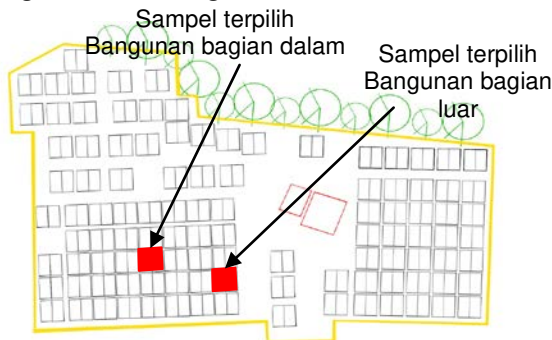 Sampel terpilih
Bangunan bagian dalam
Sampel terpilih
Bangunan bagian
luar